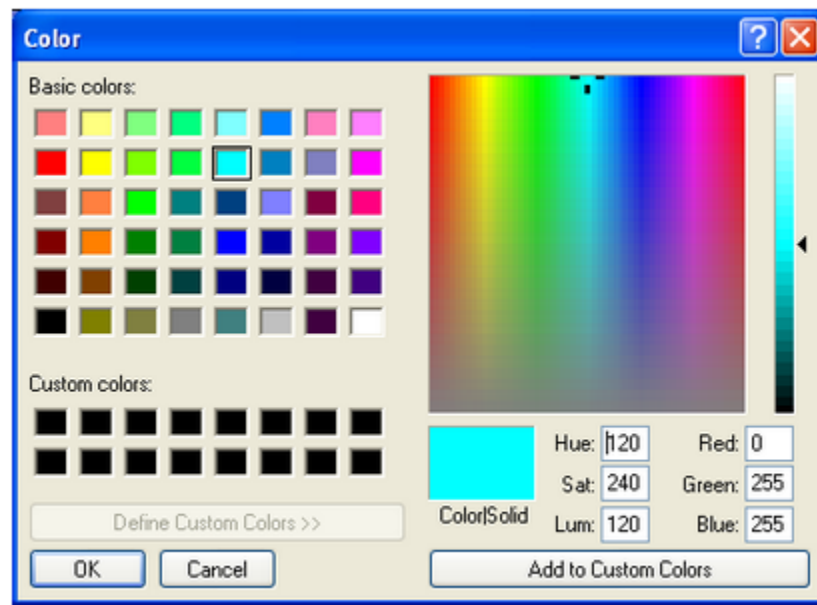 Color
Basic colors:
Custom colors:
Define Custom Colors >>
OK Cancel
Color|Solid
Hue: 120 Red: 0
Sat: 240 Green: 255
Lum: 120 Blue: 255
Add to Custom Colors